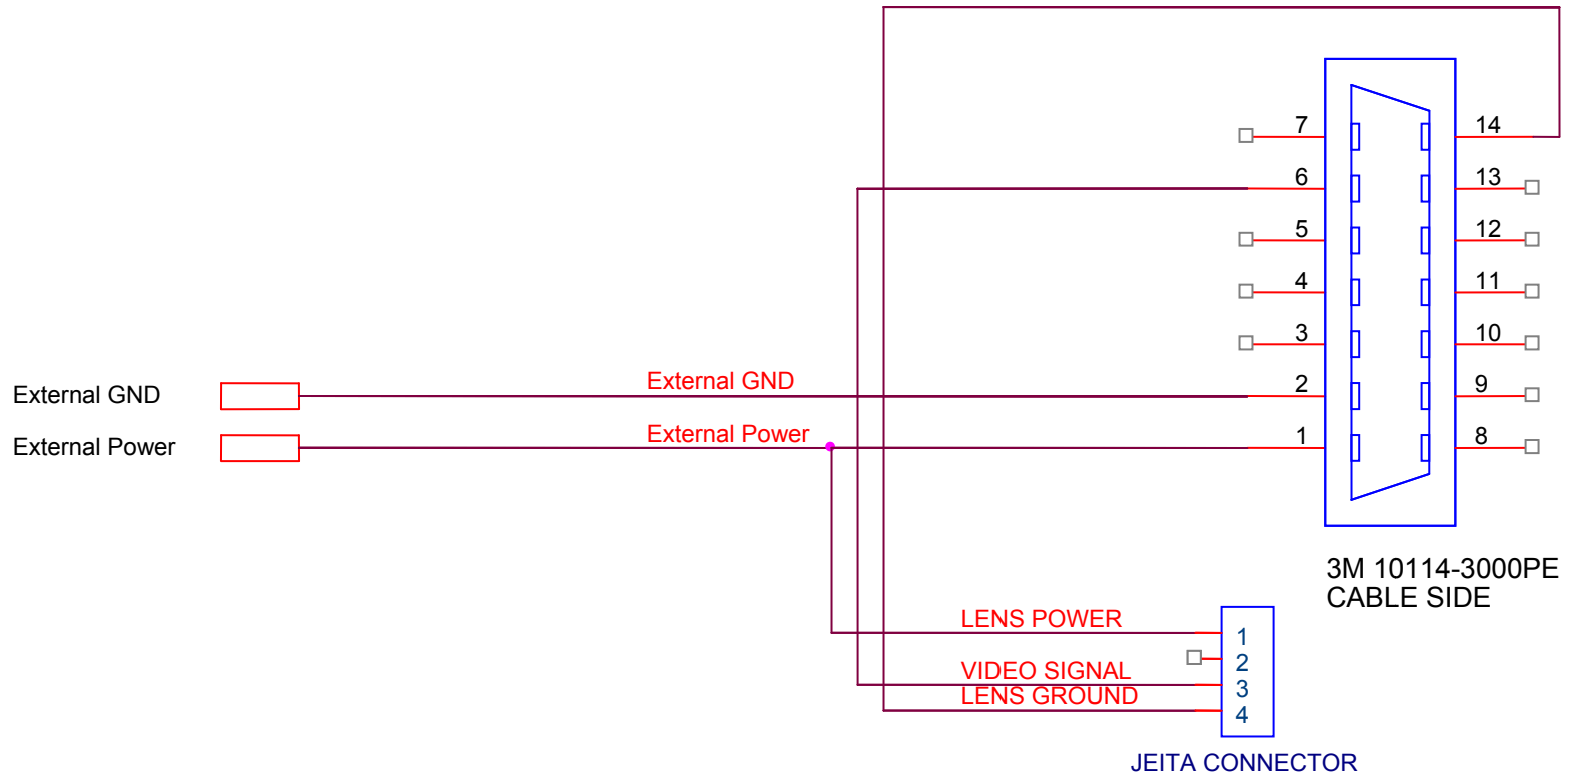 7 14
6 13
5 12
4 11
3 10
External GND External GND 2 9
External Power External Power 1 8
3M 10114-3000PE
CABLE SIDE
LENS POWER 1
2
VIDEO SIGNAL 3
LENS GROUND 4
JEITA CONNECTOR